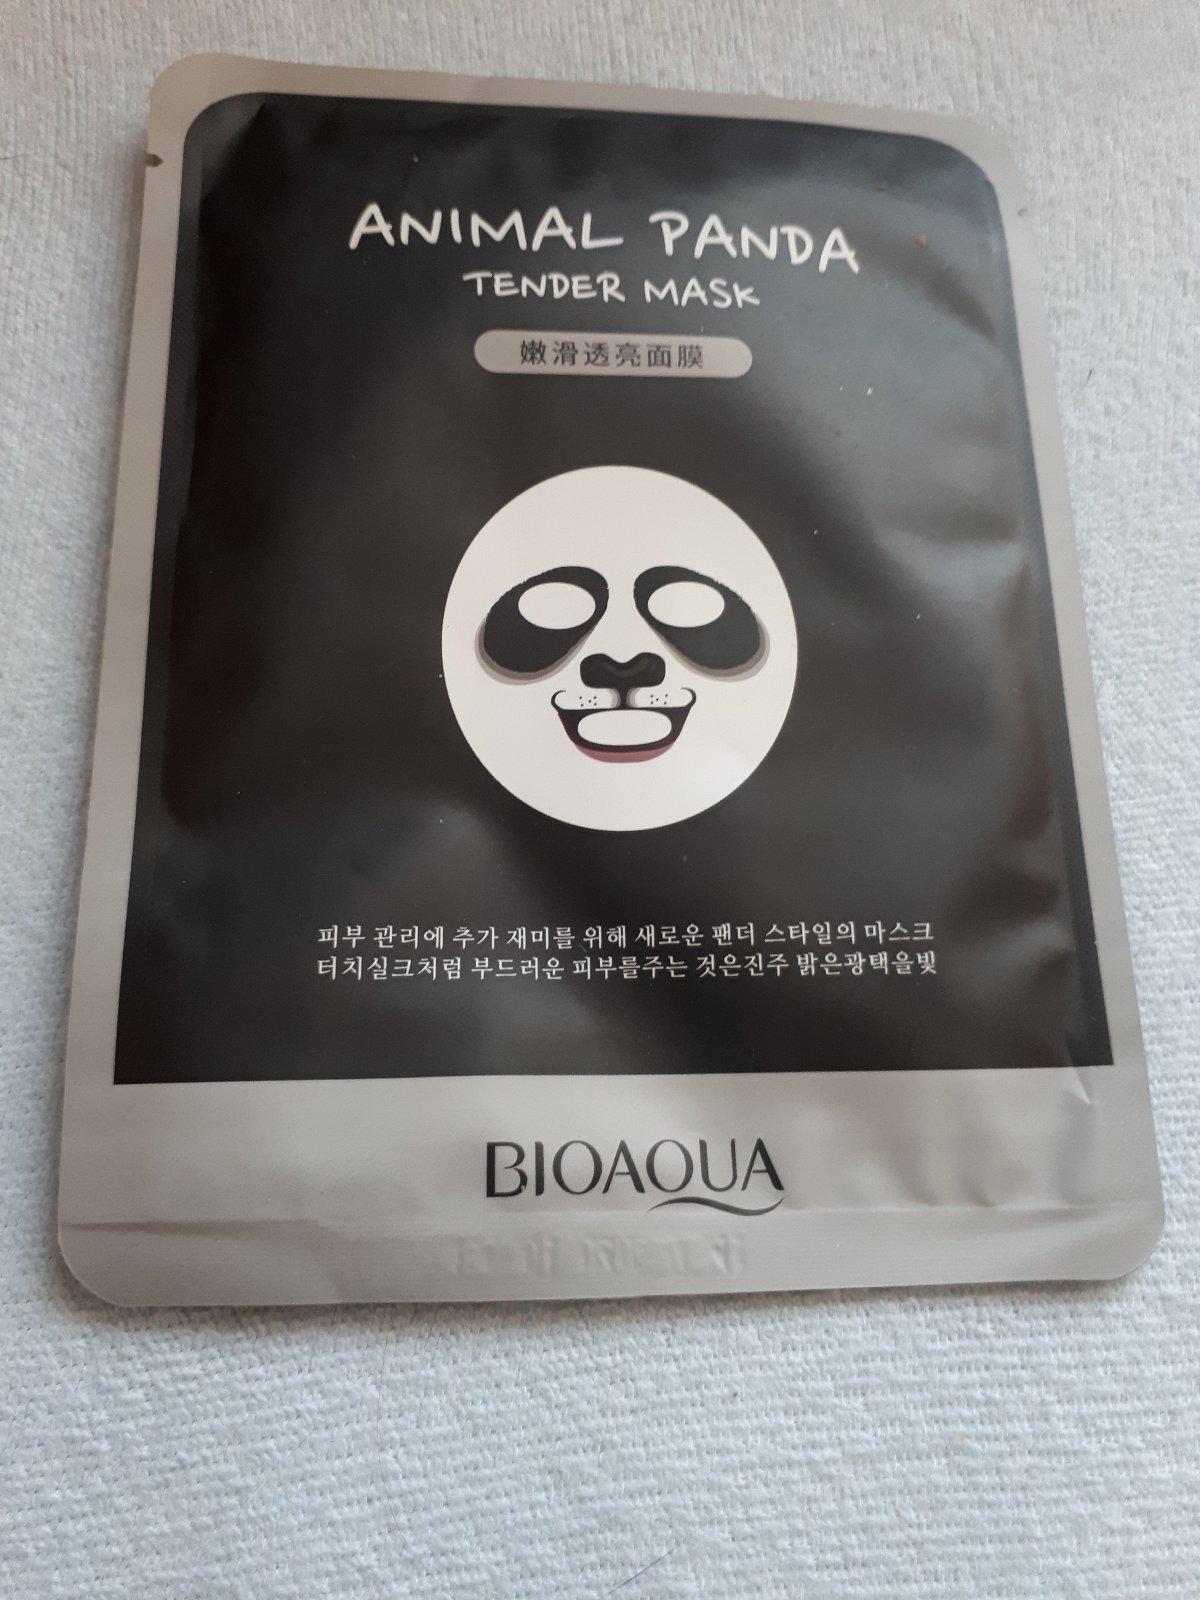 ANIMAL PANDA
TENDER MASK
嫩滑透亮面膜
피부 관리에 추가 재미를 위해 새로운 팬더 스타일의 마스크
터치실크처럼 부드러운 피부를주는 것은진주 밝은광택을빛
BIOAQUA